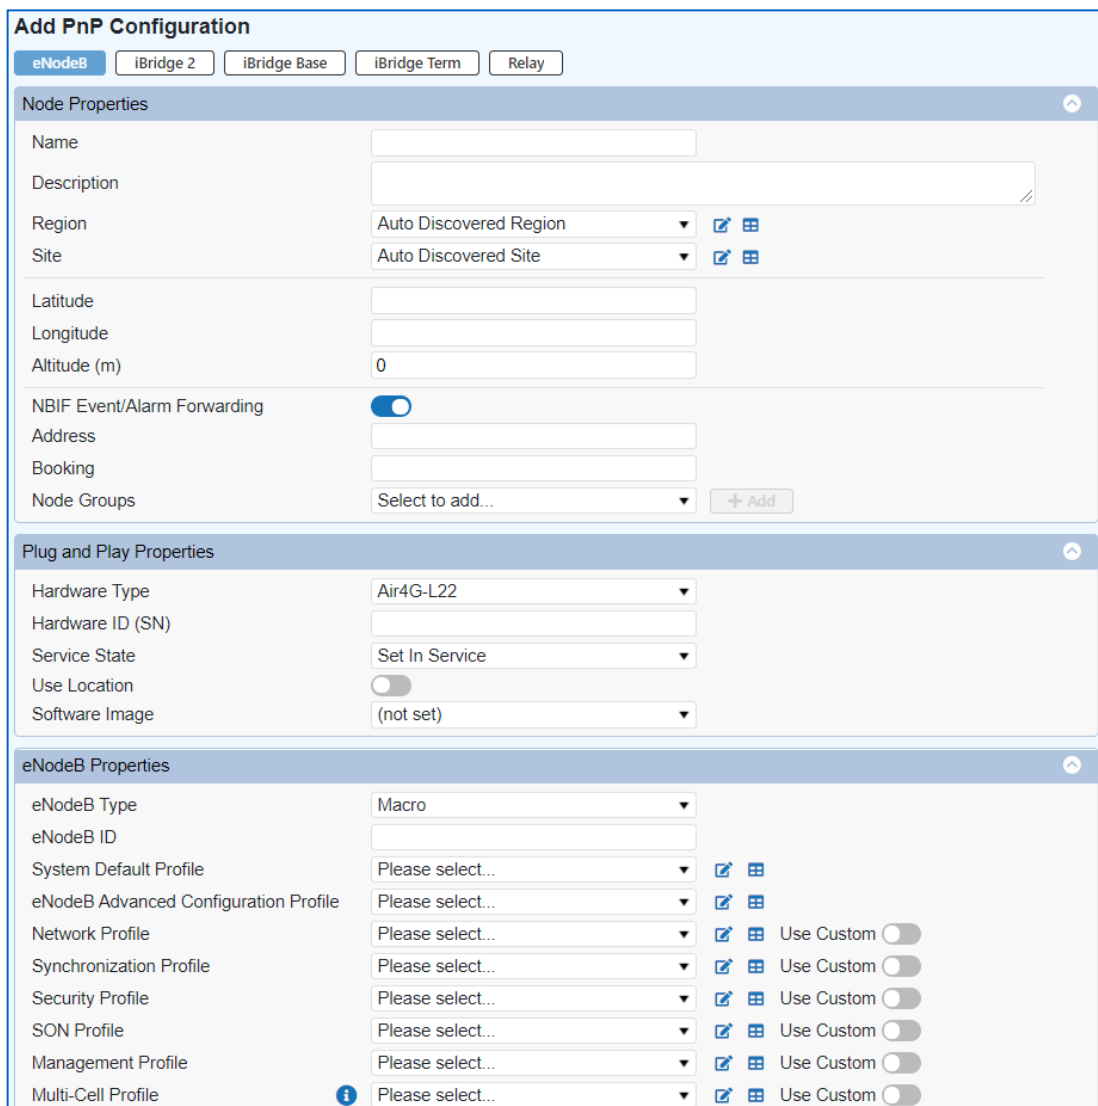 Add PnP Configuration
eNodeB iBridge 2 iBridge Base iBridge Term Relay
Node Properties
Name
Description
Region Auto Discovered Region
Site Auto Discovered Site
Latitude
Longitude
Altitude (m) 0
NBIF Event/Alarm Forwarding
Address
Booking
Node Groups Select to add... + Add
Plug and Play Properties
Hardware Type Air4G-L22
Hardware ID (SN)
Service State Set In Service
Use Location
Software Image (not set)
eNodeB Properties
eNodeB Type Macro
eNodeB ID
System Default Profile Please select...
eNodeB Advanced Configuration Profile Please select...
Network Profile Please select... Use Custom
Synchronization Profile Please select... Use Custom
Security Profile Please select... Use Custom
SON Profile Please select... Use Custom
Management Profile Please select... Use Custom
Multi-Cell Profile Please select... Use Custom